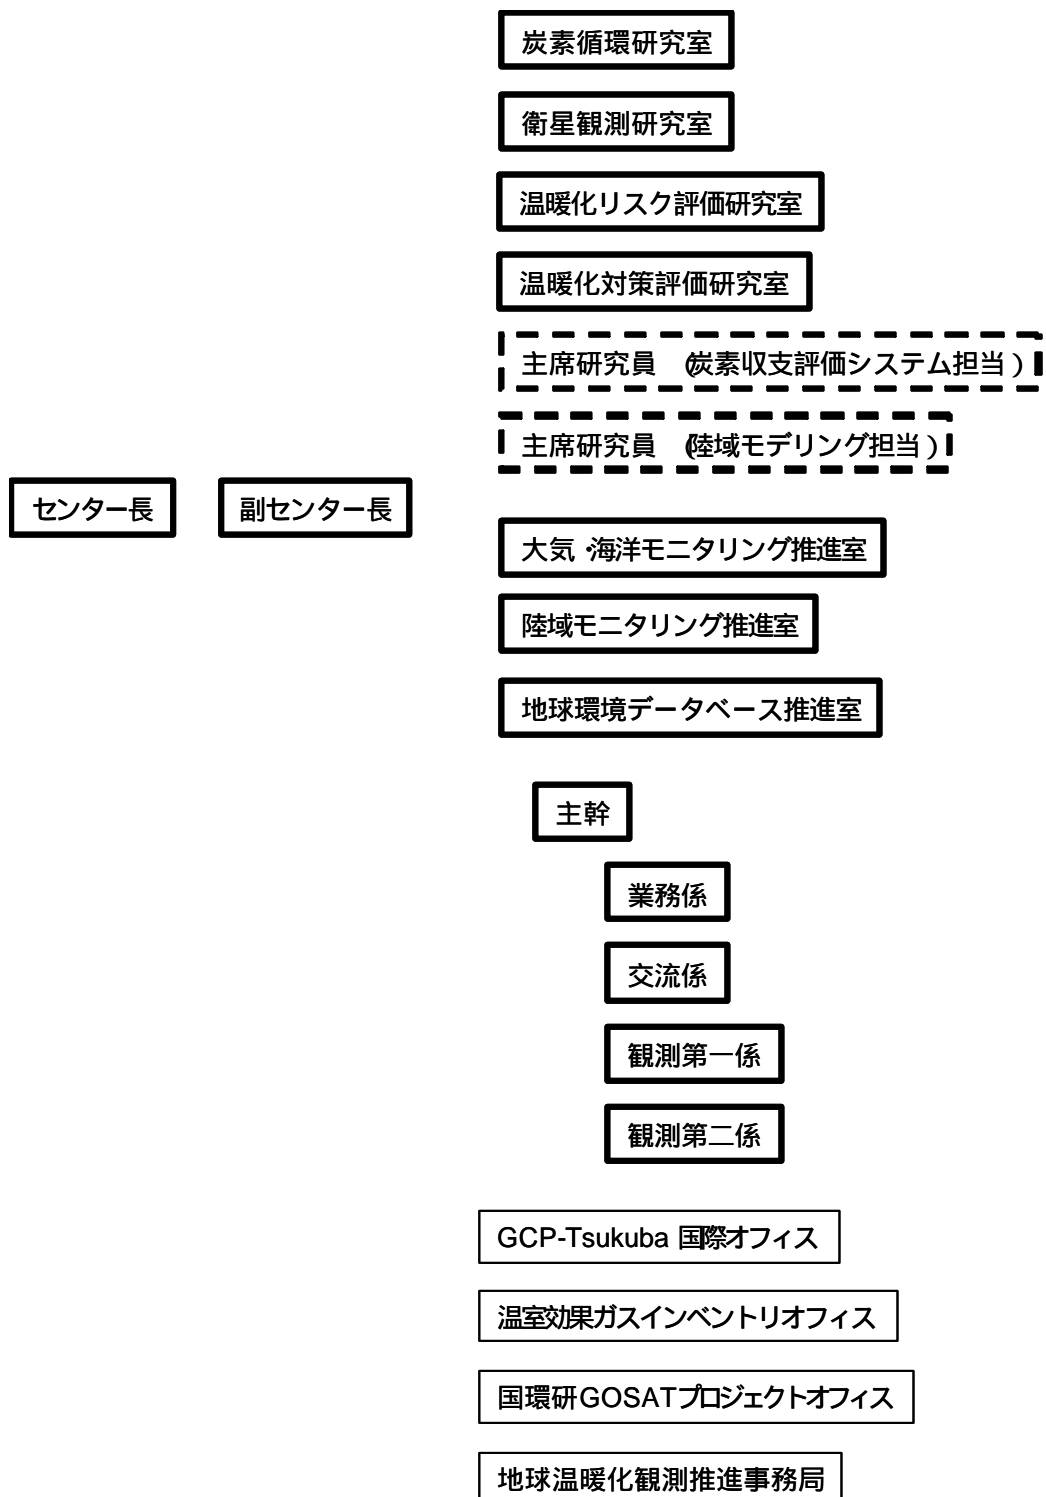 炭素循環研究室
衛星観測研究室
温暖化リスク評価研究室
温暖化対策評価研究室
主席研究員 (炭素収支評価システム担当)
主席研究員 (陸域モデリング担当)
センター長
副センター長
大気・海洋モニタリング推進室
陸域モニタリング推進室
地球環境データベース推進室
主幹
業務係
交流係
観測第一係
観測第二係
GCP-Tsukuba 国際オフィス
温室効果ガスインベントリオフィス
国環研GOSATプロジェクトオフィス
地球温暖化観測推進事務局